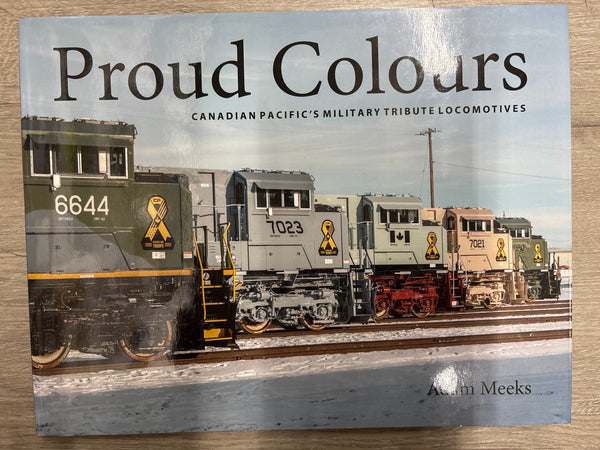 Proud Colours
CANADIAN PACIFIC'S MILITARY TRIBUTE LOCOMOTIVES
6644
7023
7021
Adam Meeks